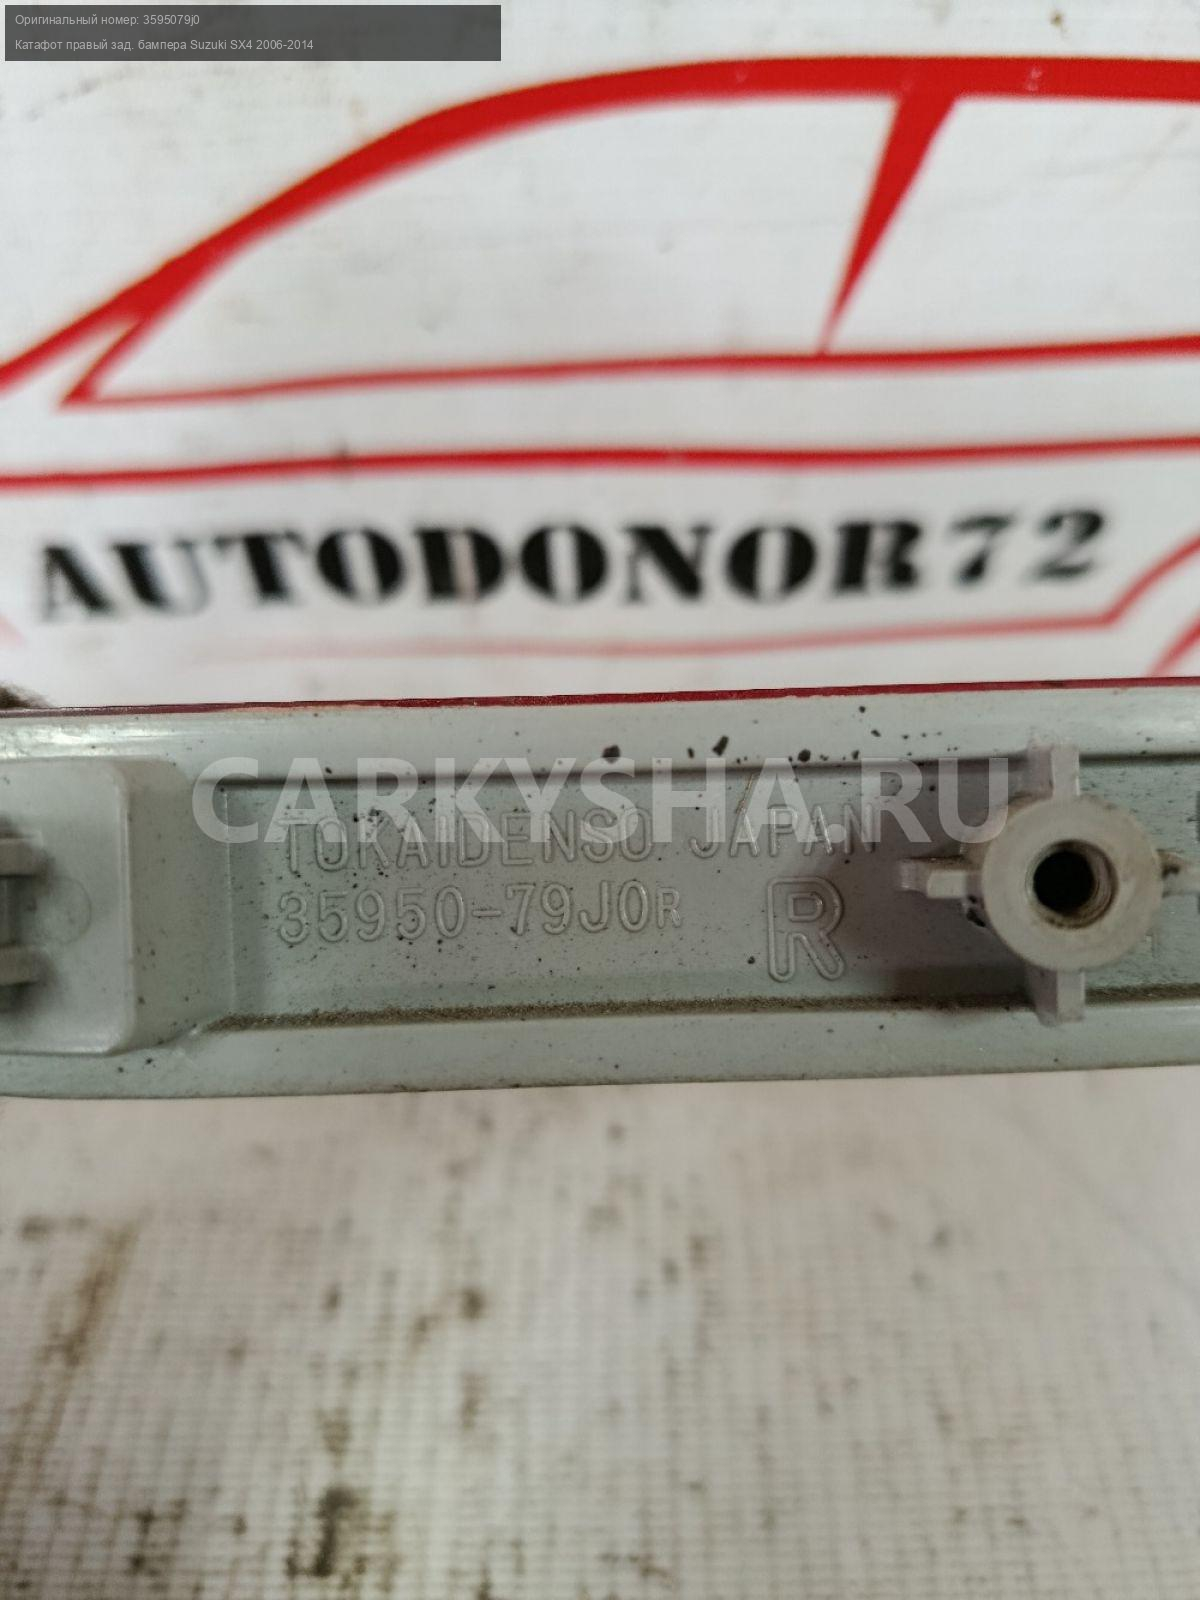 Оригинальный номер: 3595079j0
Катафот правый зад. бампера Suzuki SX4 2006-2014
AUTODONOR72
CARKYSHA.RU
TOKAIDENSO JAPAN
35950-79J0R R